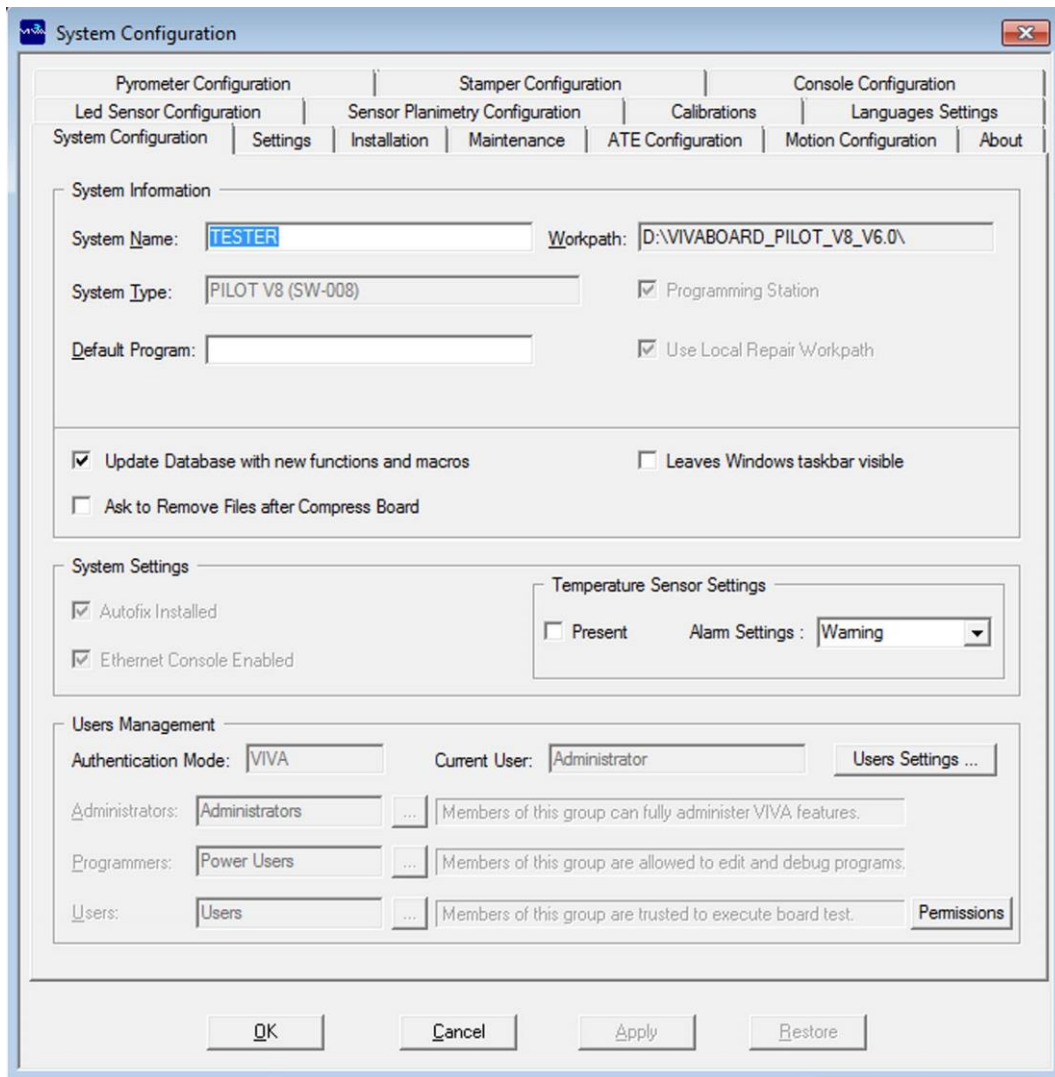 System Configuration
Pyrometer Configuration Stamper Configuration Console Configuration
Led Sensor Configuration Sensor Planimetry Configuration Calibrations Languages Settings
System Configuration Settings Installation Maintenance ATE Configuration Motion Configuration About
System Information
System Name: TESTER Workpath: D:\VIVABOARD_PILOT_V8_V6.0\
System Type: PILOT V8 (SW-008) Programming Station
Default Program: Use Local Repair Workpath
Update Database with new functions and macros Leaves Windows taskbar visible
Ask to Remove Files after Compress Board
System Settings
Temperature Sensor Settings
Autofix Installed
Present Alarm Settings : Warning
Ethernet Console Enabled
Users Management
Authentication Mode: VIVA Current User: Administrator Users Settings ...
Administrators: Administrators ... Members of this group can fully administer VIVA features.
Programmers: Power Users ... Members of this group are allowed to edit and debug programs.
Users: Users ... Members of this group are trusted to execute board test. Permissions
OK Cancel Apply Restore